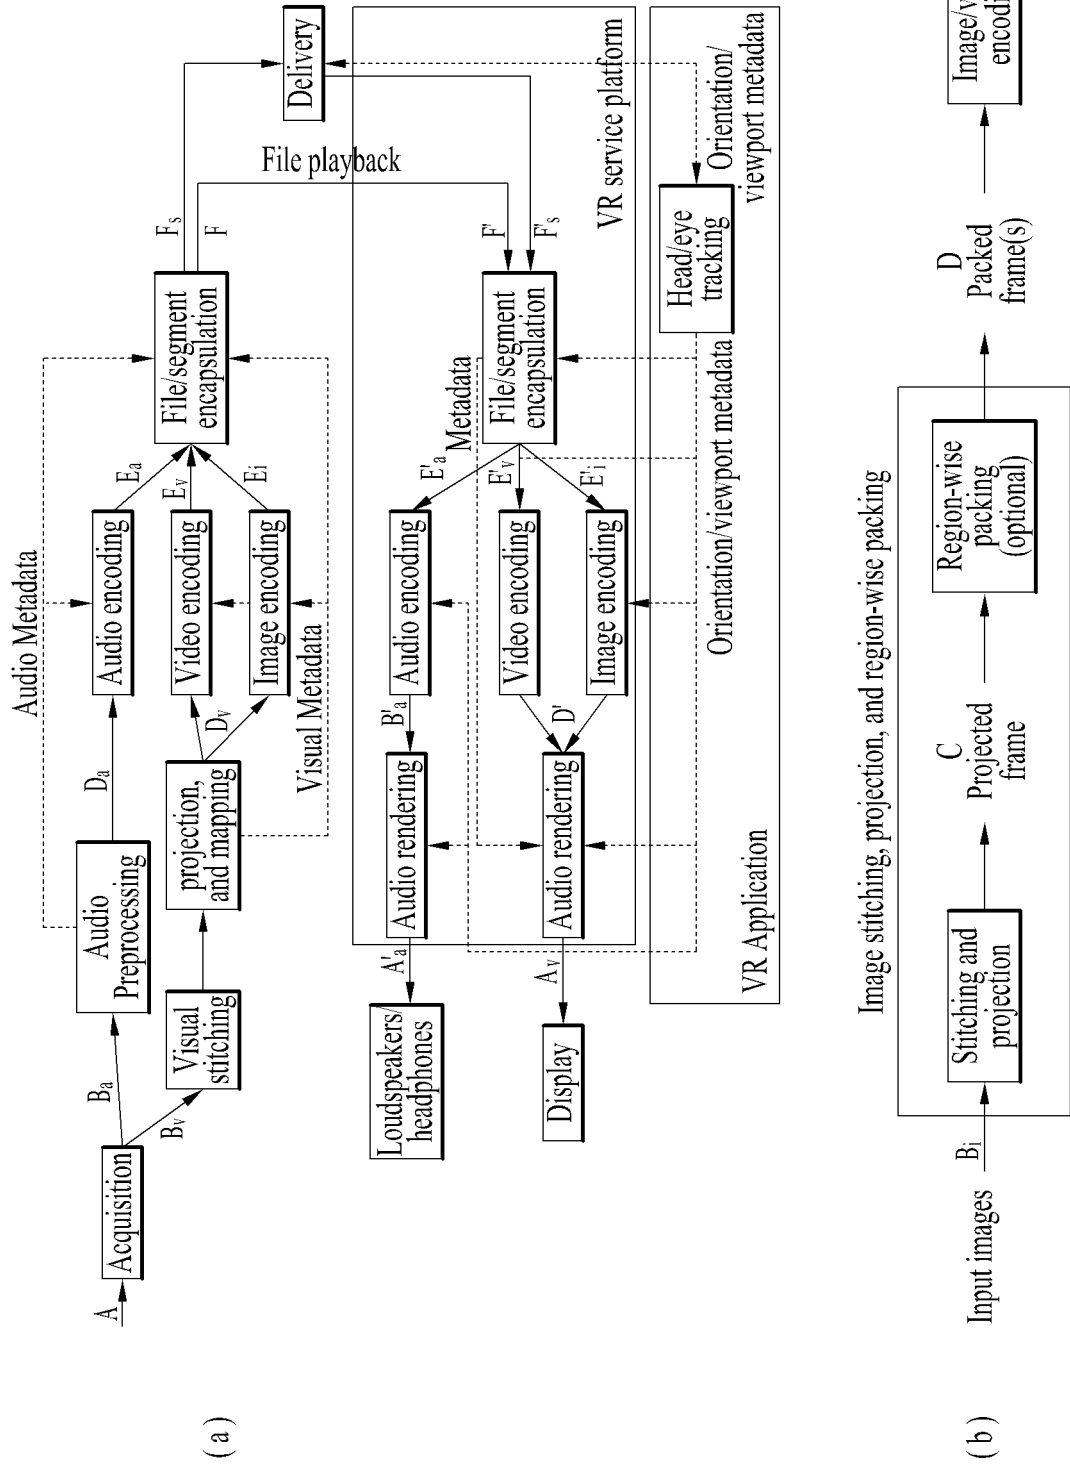 (a)
A
Acquisition
Ba
Bv
Audio
Preprocessing
Visual
stitching
Audio Metadata
Da
projection,
and mapping
Dv
Visual Metadata
Audio encoding
Video encoding
Image encoding
Ea
Ev
Ei
File/segment
encapsulation
Fs
F
File playback
Delivery
Loudspeakers/
headphones
Display
A'a
Av
Audio rendering
Audio rendering
B'a
D'
Audio encoding
Video encoding
Image encoding
E'a
E'v
E'i
Metadata
File/segment
encapsulation
F'
F's
VR service platform
VR Application
Orientation/viewport metadata
Head/eye
tracking
Orientation/
viewport metadata
(b)
Image stitching, projection, and region-wise packing
Input images
Bi
Stitching and
projection
C
Projected
frame
Region-wise
packing
(optional)
D
Packed
frame(s)
Image/v
encodi